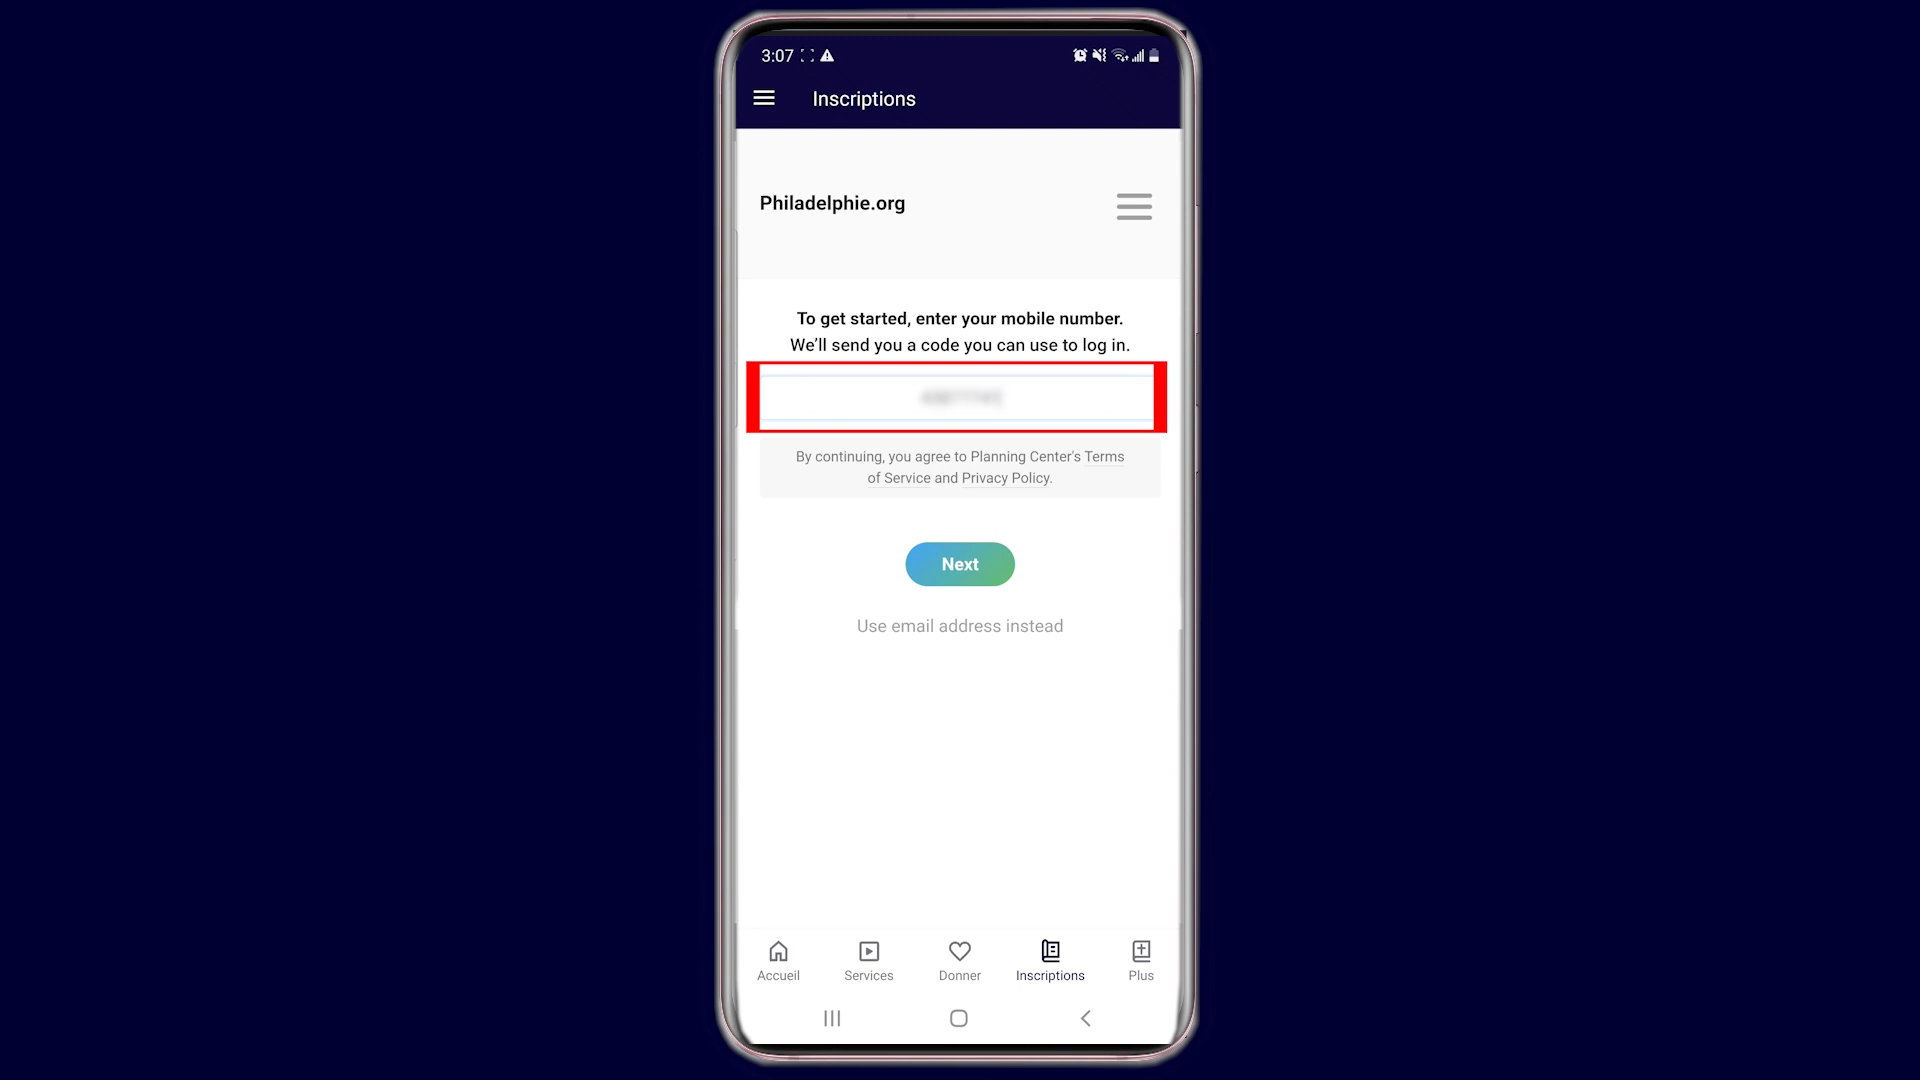 3:07
Inscriptions
Philadelphie.org
To get started, enter your mobile number.
We’ll send you a code you can use to log in.
By continuing, you agree to Planning Center's Terms
of Service and Privacy Policy.
Next
Use email address instead
Accueil
Services
Donner
Inscriptions
Plus